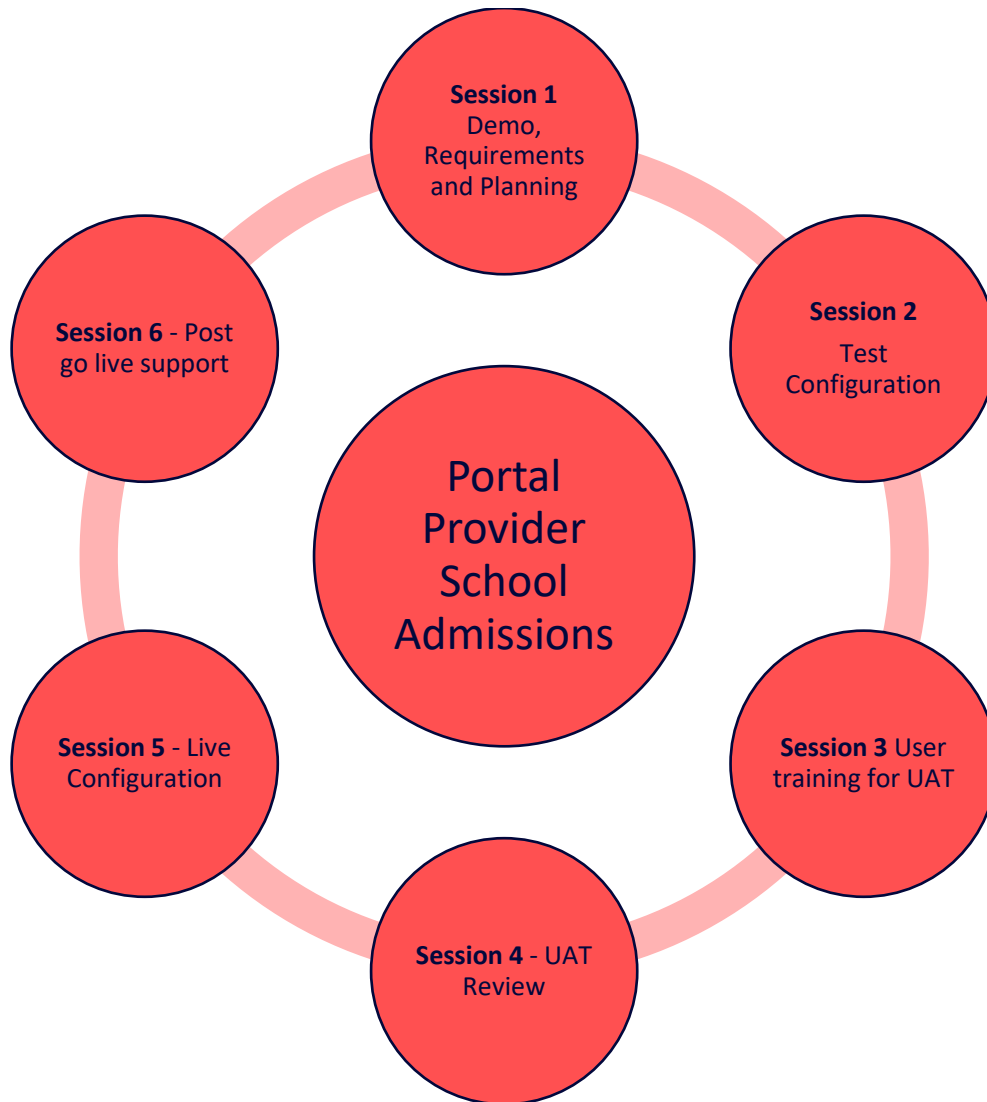 Session 1
Demo,
Requirements
and Planning
Session 2
Test
Configuration
Session 3 User
training for UAT
Session 4 - UAT
Review
Session 5 - Live
Configuration
Session 6 - Post
go live support
Portal
Provider
School
Admissions